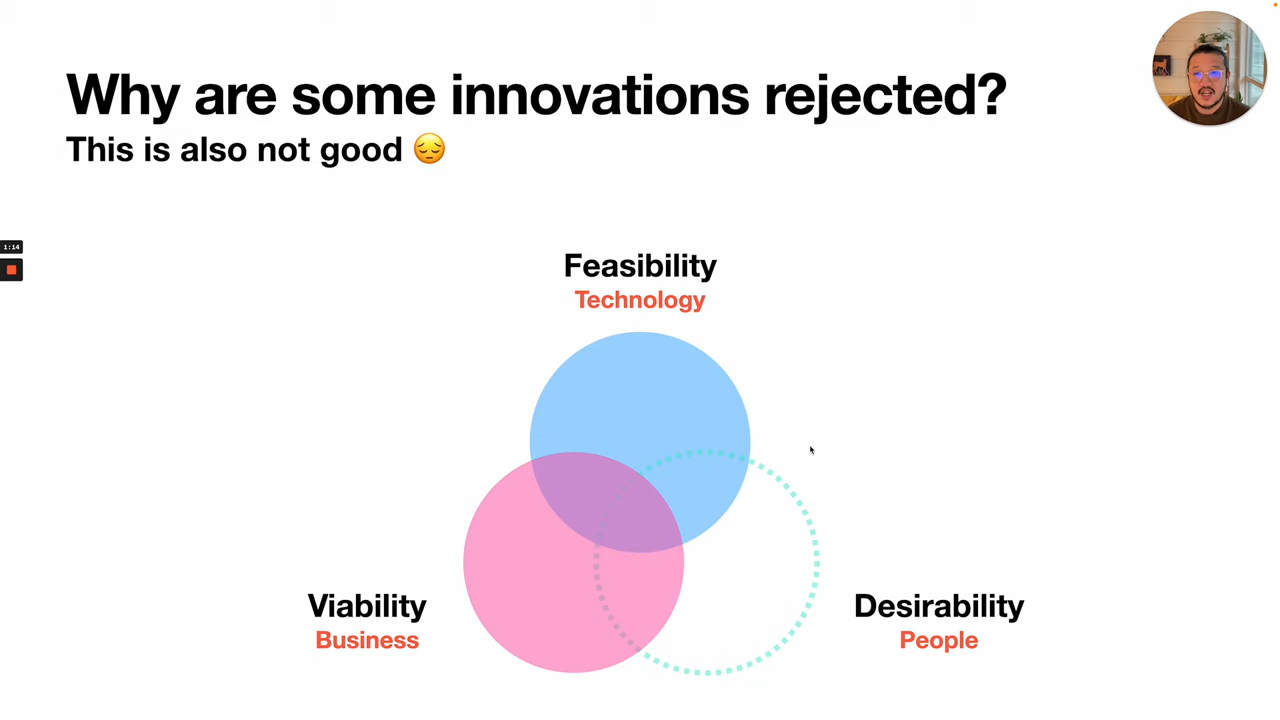 Why are some innovations rejected?
This is also not good 😔
1:14
Feasibility
Technology
Viability
Business
Desirability
People